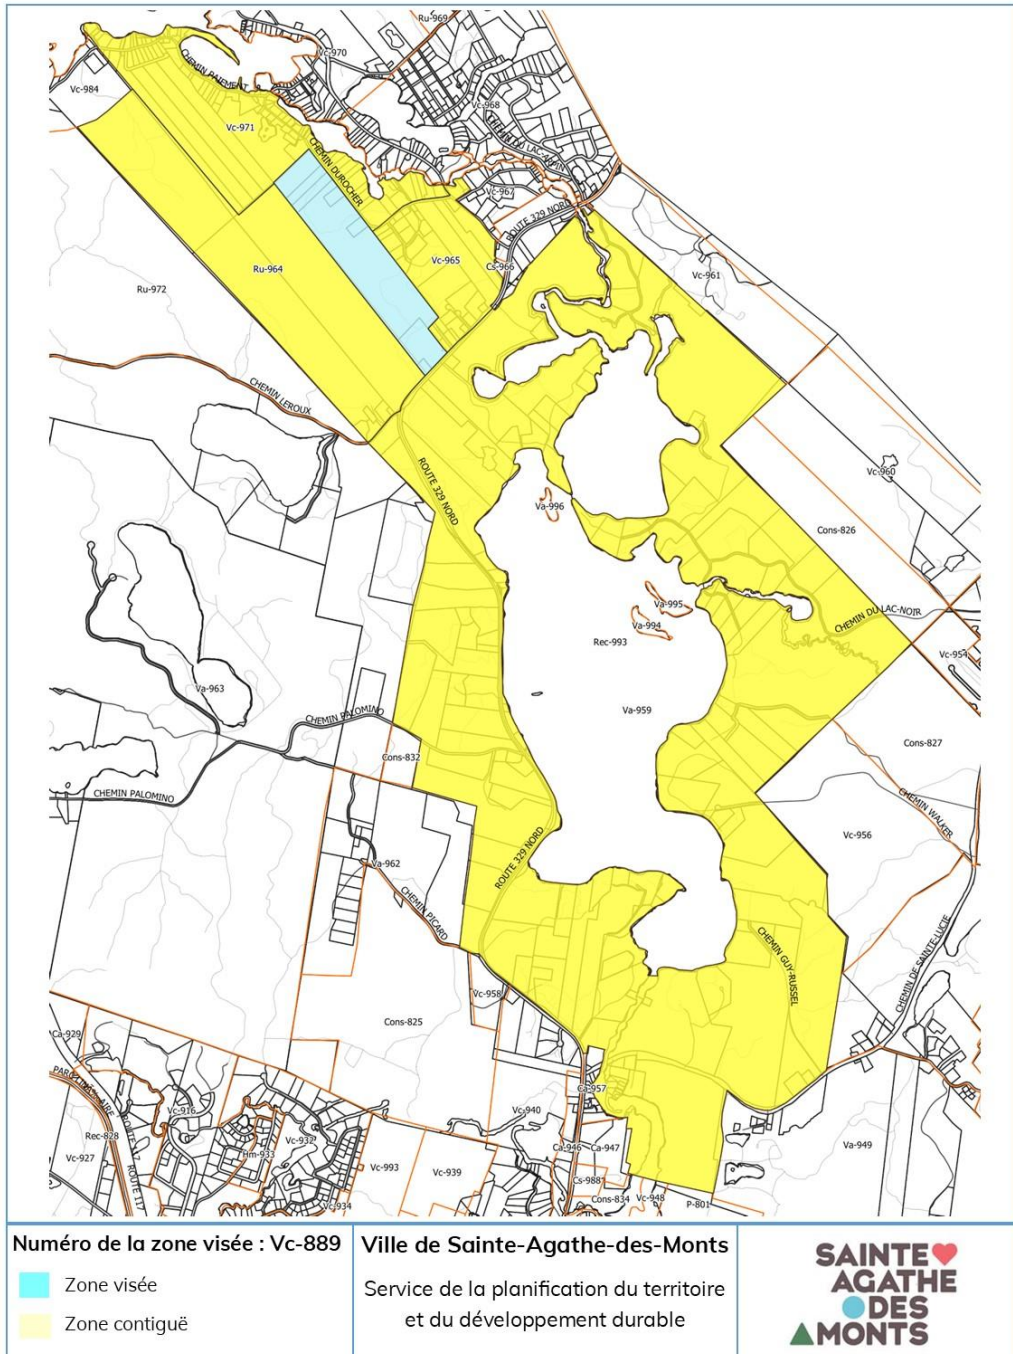 Ru-969
Vc-970
CHEMIN PAIEMENT
Vc-984
Vc-968
Vc-971
CHEMIN DU LAC-AZUR
CHEMIN DUROCHER
Vc-967
ROUTE 329 NORD
Vc-965
Cs-966
Ru-964
Vc-961
Ru-972
CHEMIN LEROUX
ROUTE 329 NORD
Vc-960
Va-996
Cons-826
Va-995
CHEMIN DU LAC-NOIR
Va-994
Rec-993
Vc-954
Va-963
Va-959
CHEMIN PALOMINO
Cons-827
Cons-832
CHEMIN PALOMINO
CHEMIN WALKER
Vc-956
ROUTE 329 NORD
Va-962
CHEMIN PICARD
CHEMIN GUY-RUSSEL
CHEMIN DE SAINTE-LUCIE
Vc-958
Cons-825
Ca-929
PARC LINÉAIRE
Ca-957
Vc-916
ROUTE 117
Vc-940
Rec-828
Vc-932
Va-949
Ca-946
Ca-947
Hm-933
Vc-927
Vc-993
Vc-939
ROUTE 117
Cs-988
Cons-834
Vc-948
P-801
Vc-934
Numéro de la zone visée : Vc-889
Zone visée
Zone contiguë
Ville de Sainte-Agathe-des-Monts
Service de la planification du territoire
et du développement durable
SAINTE
AGATHE
DES
MONTS